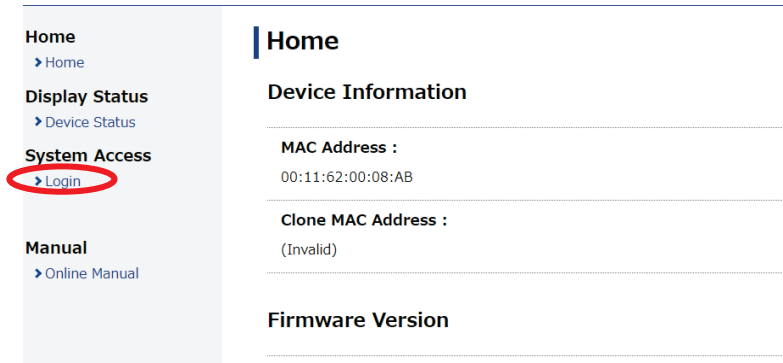 Home
Home
Display Status
Device Status
System Access
Login
Manual
Online Manual
Home
Device Information
MAC Address :
00:11:62:00:08:AB
Clone MAC Address :
(Invalid)
Firmware Version